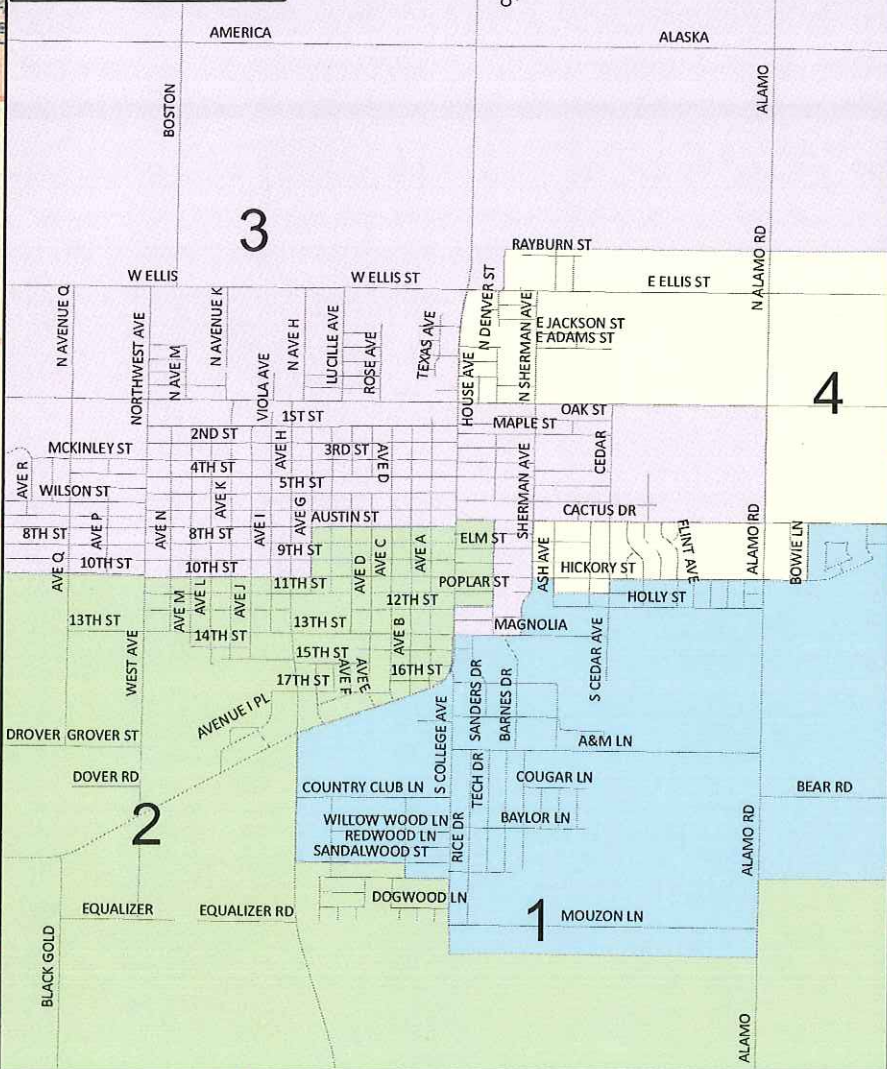 AMERICA
ALASKA
BOSTON
ALAMO
3
RAYBURN ST
W ELLIS
W ELLIS ST
E ELLIS ST
N ALAMO RD
N AVENUE Q
NORTHWEST AVE
N AVE M
N AVENUE K
VIOLA AVE
N AVE H
LUCILLE AVE
ROSE AVE
TEXAS AVE
HOUSE AVE
N DENVER ST
N SHERMAN AVE
E JACKSON ST
E ADAMS ST
4
1ST ST
OAK ST
2ND ST
MAPLE ST
MCKINLEY ST
3RD ST
AVE H
AVE D
4TH ST
5TH ST
SHERMAN AVE
CEDAR
AVE R
WILSON ST
AVE K
AVE G
AUSTIN ST
CACTUS DR
8TH ST
AVE P
AVE N
8TH ST
AVE I
9TH ST
AVE D
AVE C
AVE A
ELM ST
ASH AVE
HICKORY ST
FLINT AVE
ALAMO RD
BOWIE LN
AVE Q
10TH ST
10TH ST
11TH ST
POPLAR ST
12TH ST
HOLLY ST
AVE M
AVE L
AVE J
13TH ST
13TH ST
14TH ST
AVE B
MAGNOLIA
WEST AVE
15TH ST
16TH ST
17TH ST
AVE F
AVE E
S CEDAR AVE
SANDERS DR
BARNES DR
AVENUE I PL
DROVER
GROVER ST
S COLLEGE AVE
A&M LN
DOVER RD
COUNTRY CLUB LN
TECH DR
COUGAR LN
BEAR RD
2
WILLOW WOOD LN
REDWOOD LN
SANDALWOOD ST
RICE DR
BAYLOR LN
ALAMO RD
DOGWOOD LN
EQUALIZER
EQUALIZER RD
1
MOUZON LN
BLACK GOLD
ALAMO